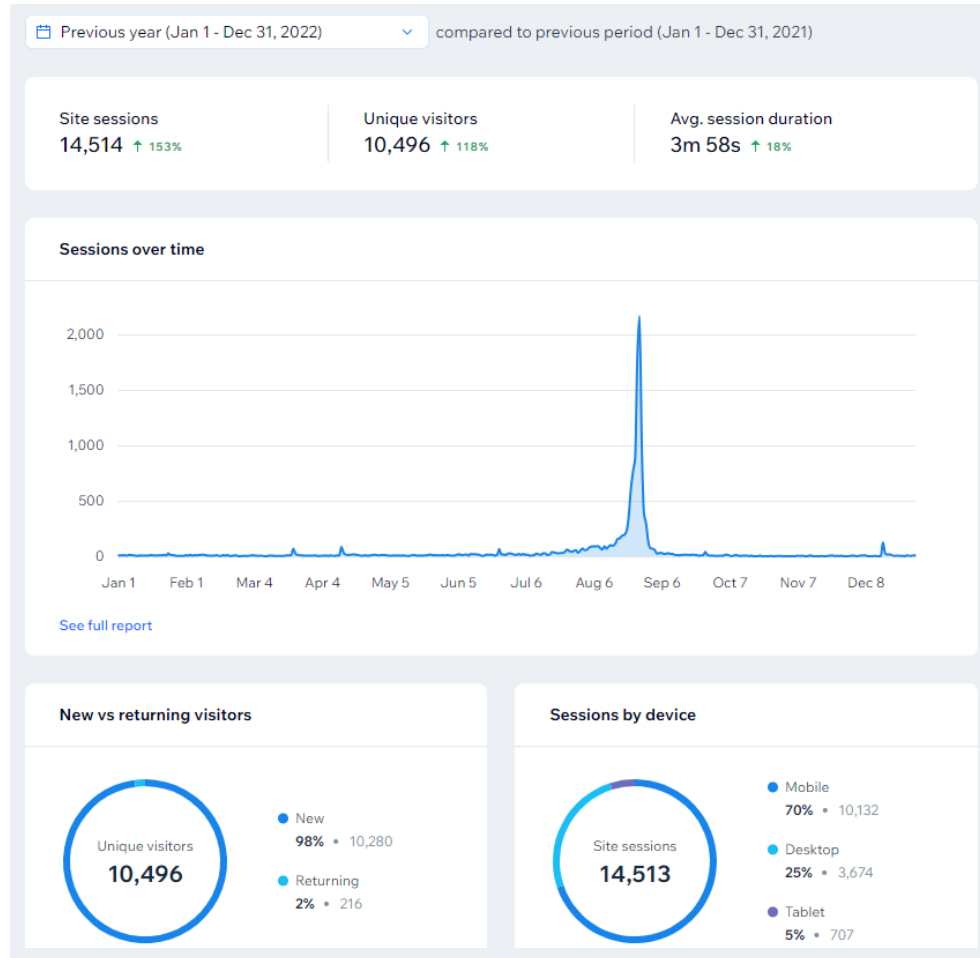 Previous year (Jan 1 - Dec 31, 2022) compared to previous period (Jan 1 - Dec 31, 2021)
Site sessions
14,514 ↑ 153%
Unique visitors
10,496 ↑ 118%
Avg. session duration
3m 58s ↑ 18%
Sessions over time
2,000
1,500
1,000
500
0
Jan 1 Feb 1 Mar 4 Apr 4 May 5 Jun 5 Jul 6 Aug 6 Sep 6 Oct 7 Nov 7 Dec 8
See full report
New vs returning visitors
Unique visitors
10,496
New
98% • 10,280
Returning
2% • 216
Sessions by device
Site sessions
14,513
Mobile
70% • 10,132
Desktop
25% • 3,674
Tablet
5% • 707